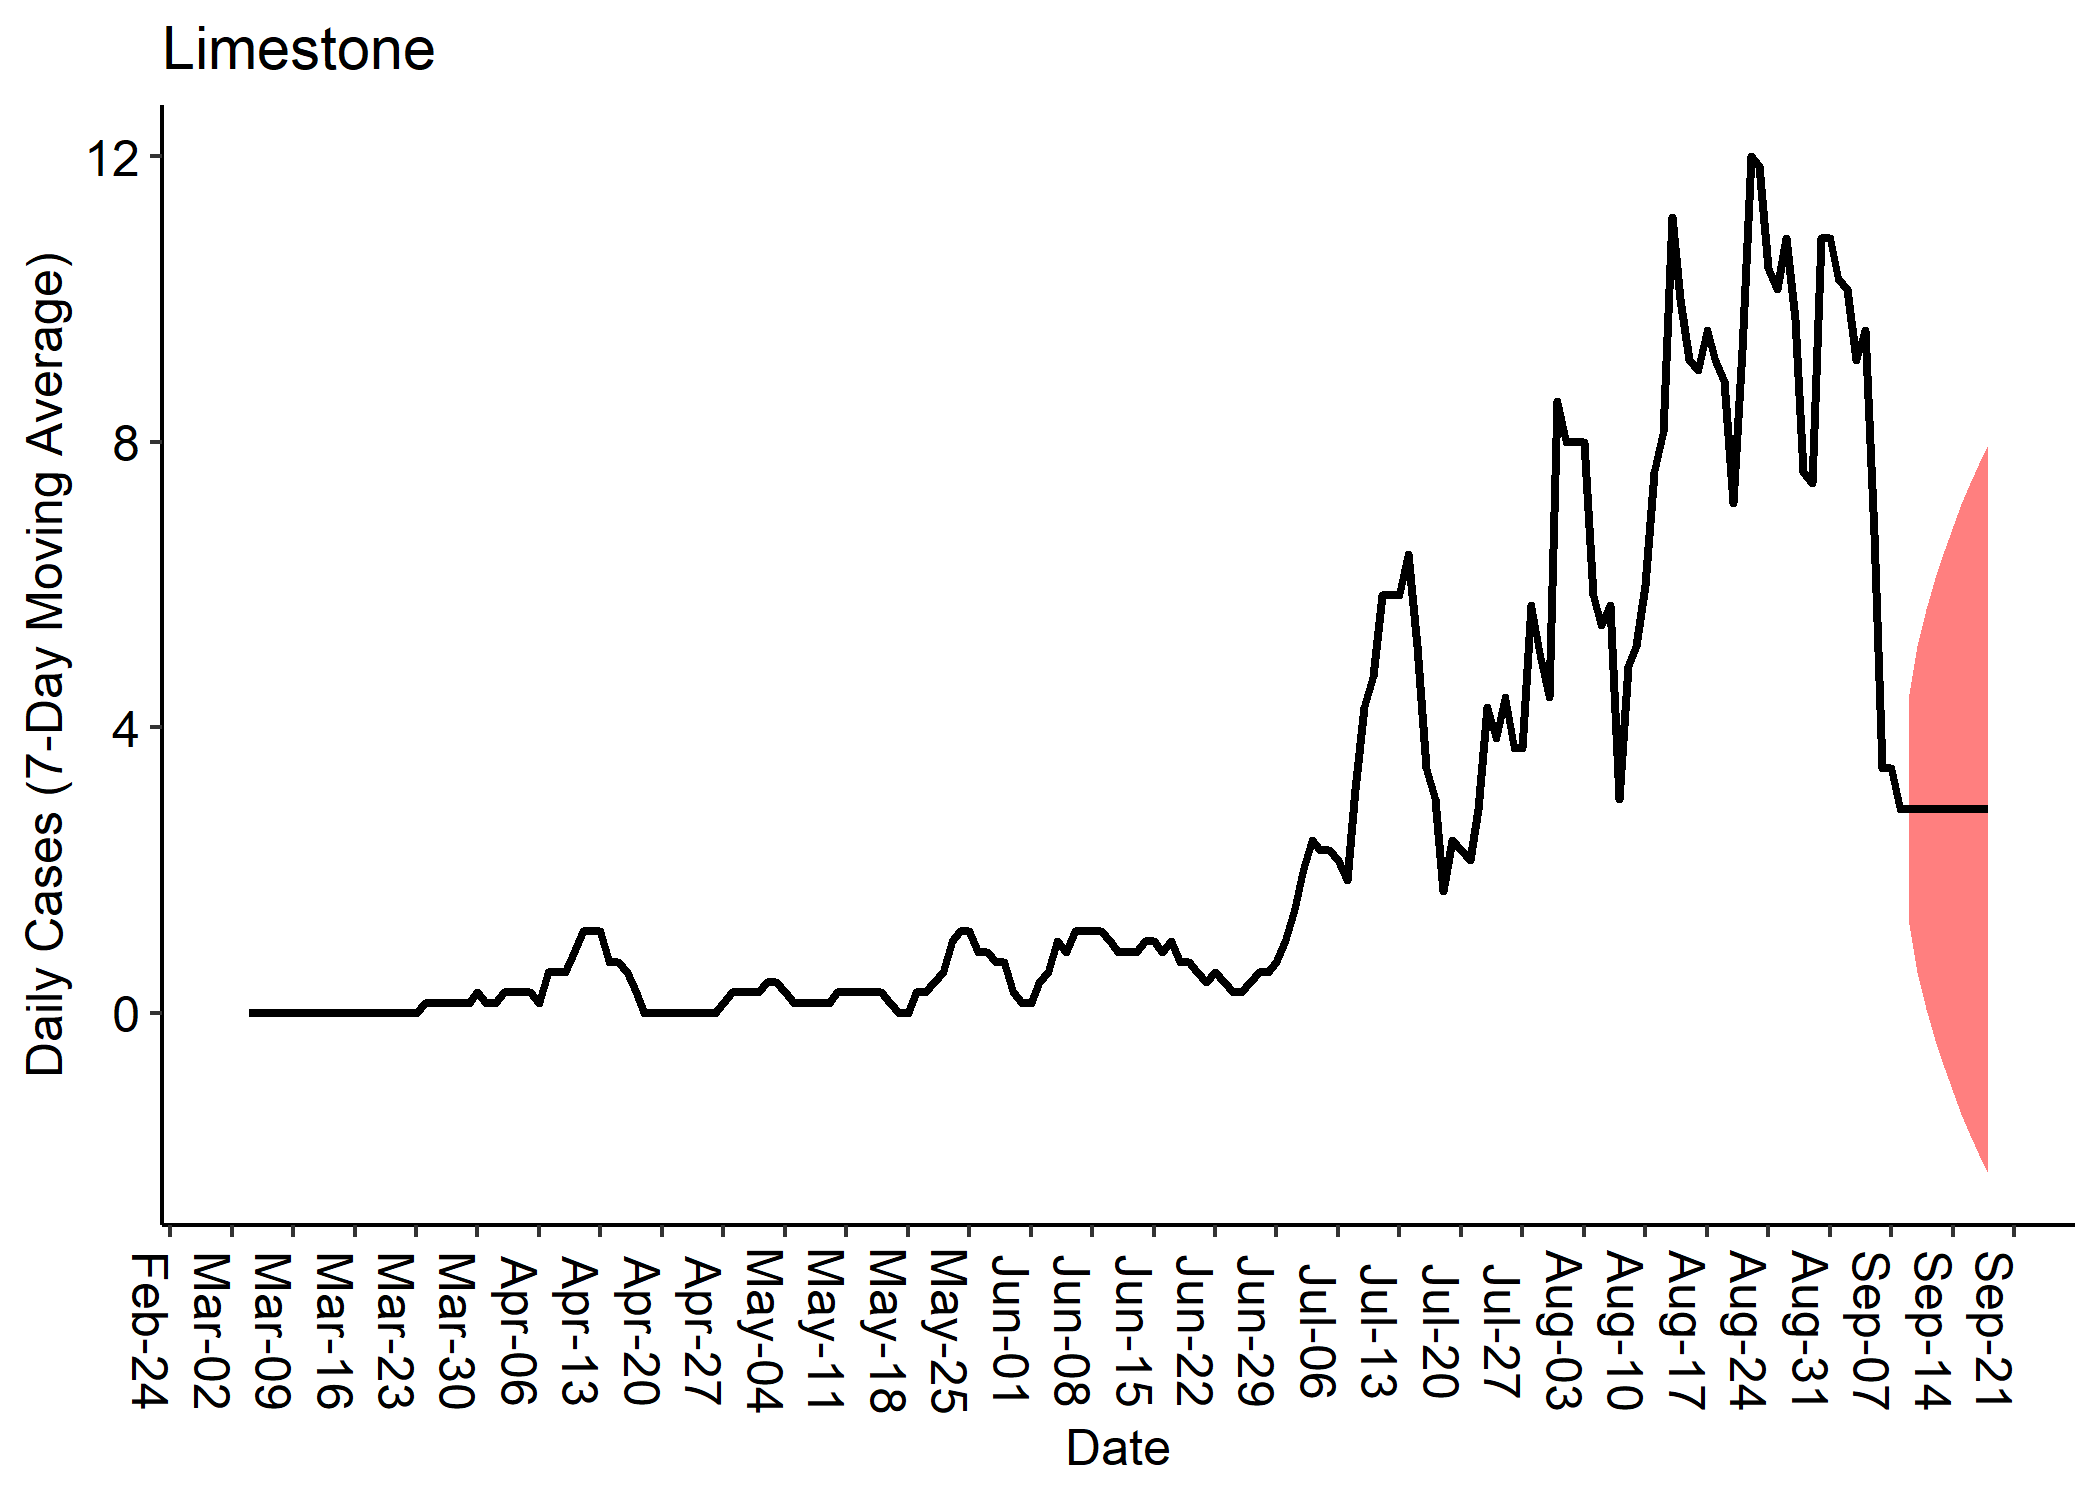 Limestone
Daily Cases (7-Day Moving Average)
12
8
4
0
Feb-24
Mar-02
Mar-09
Mar-16
Mar-23
Mar-30
Apr-06
Apr-13
Apr-20
Apr-27
May-04
May-11
May-18
May-25
Jun-01
Jun-08
Jun-15
Jun-22
Jun-29
Jul-06
Jul-13
Jul-20
Jul-27
Aug-03
Aug-10
Aug-17
Aug-24
Aug-31
Sep-07
Sep-14
Sep-21
Date